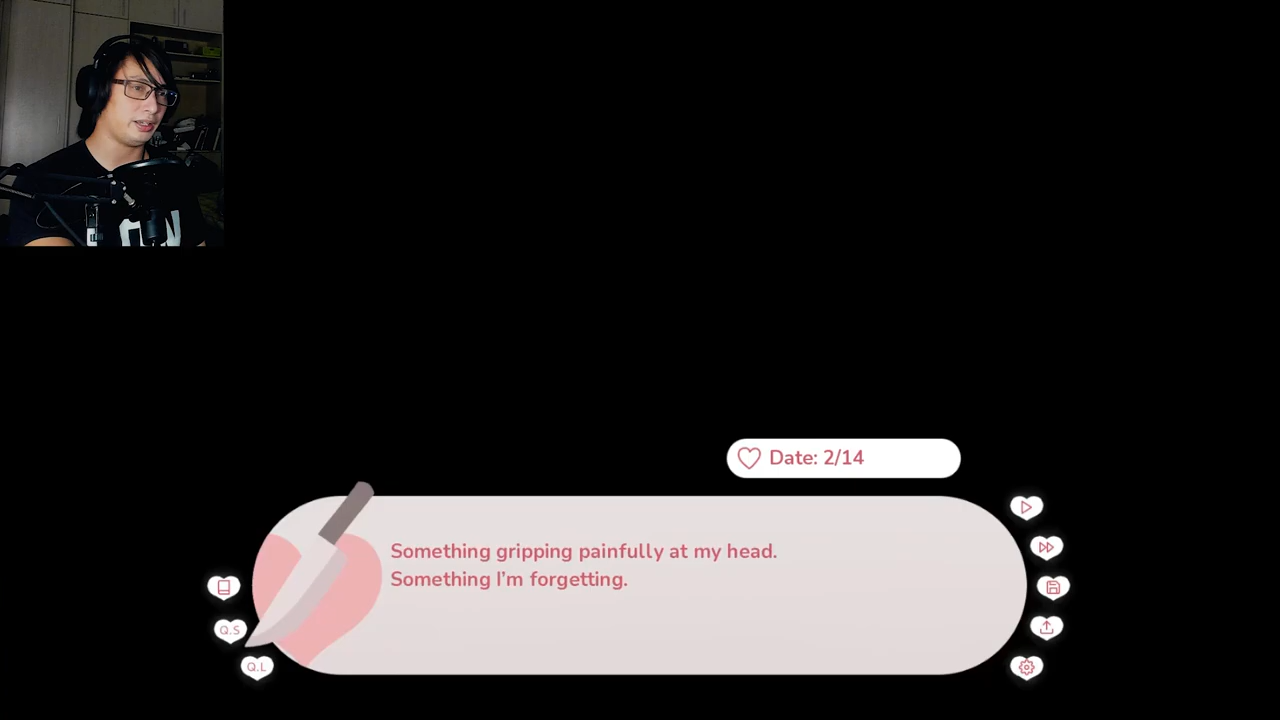 Date: 2/14
Something gripping painfully at my head.
Something I'm forgetting.
Q.S
Q.L